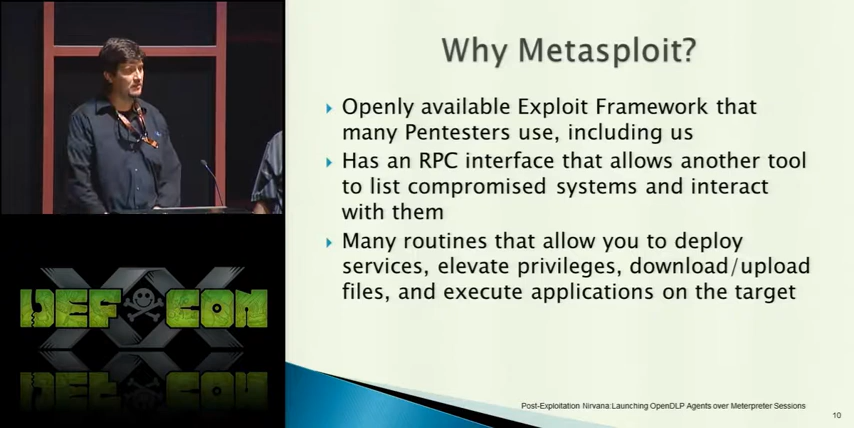 Why Metasploit?
Openly available Exploit Framework that
many Pentesters use, including us
Has an RPC interface that allows another tool
to list compromised systems and interact
with them
Many routines that allow you to deploy
services, elevate privileges, download/upload
files, and execute applications on the target
DEF CON
XX
Post-Exploitation Nirvana:Launching OpenDLP Agents over Meterpreter Sessions
10